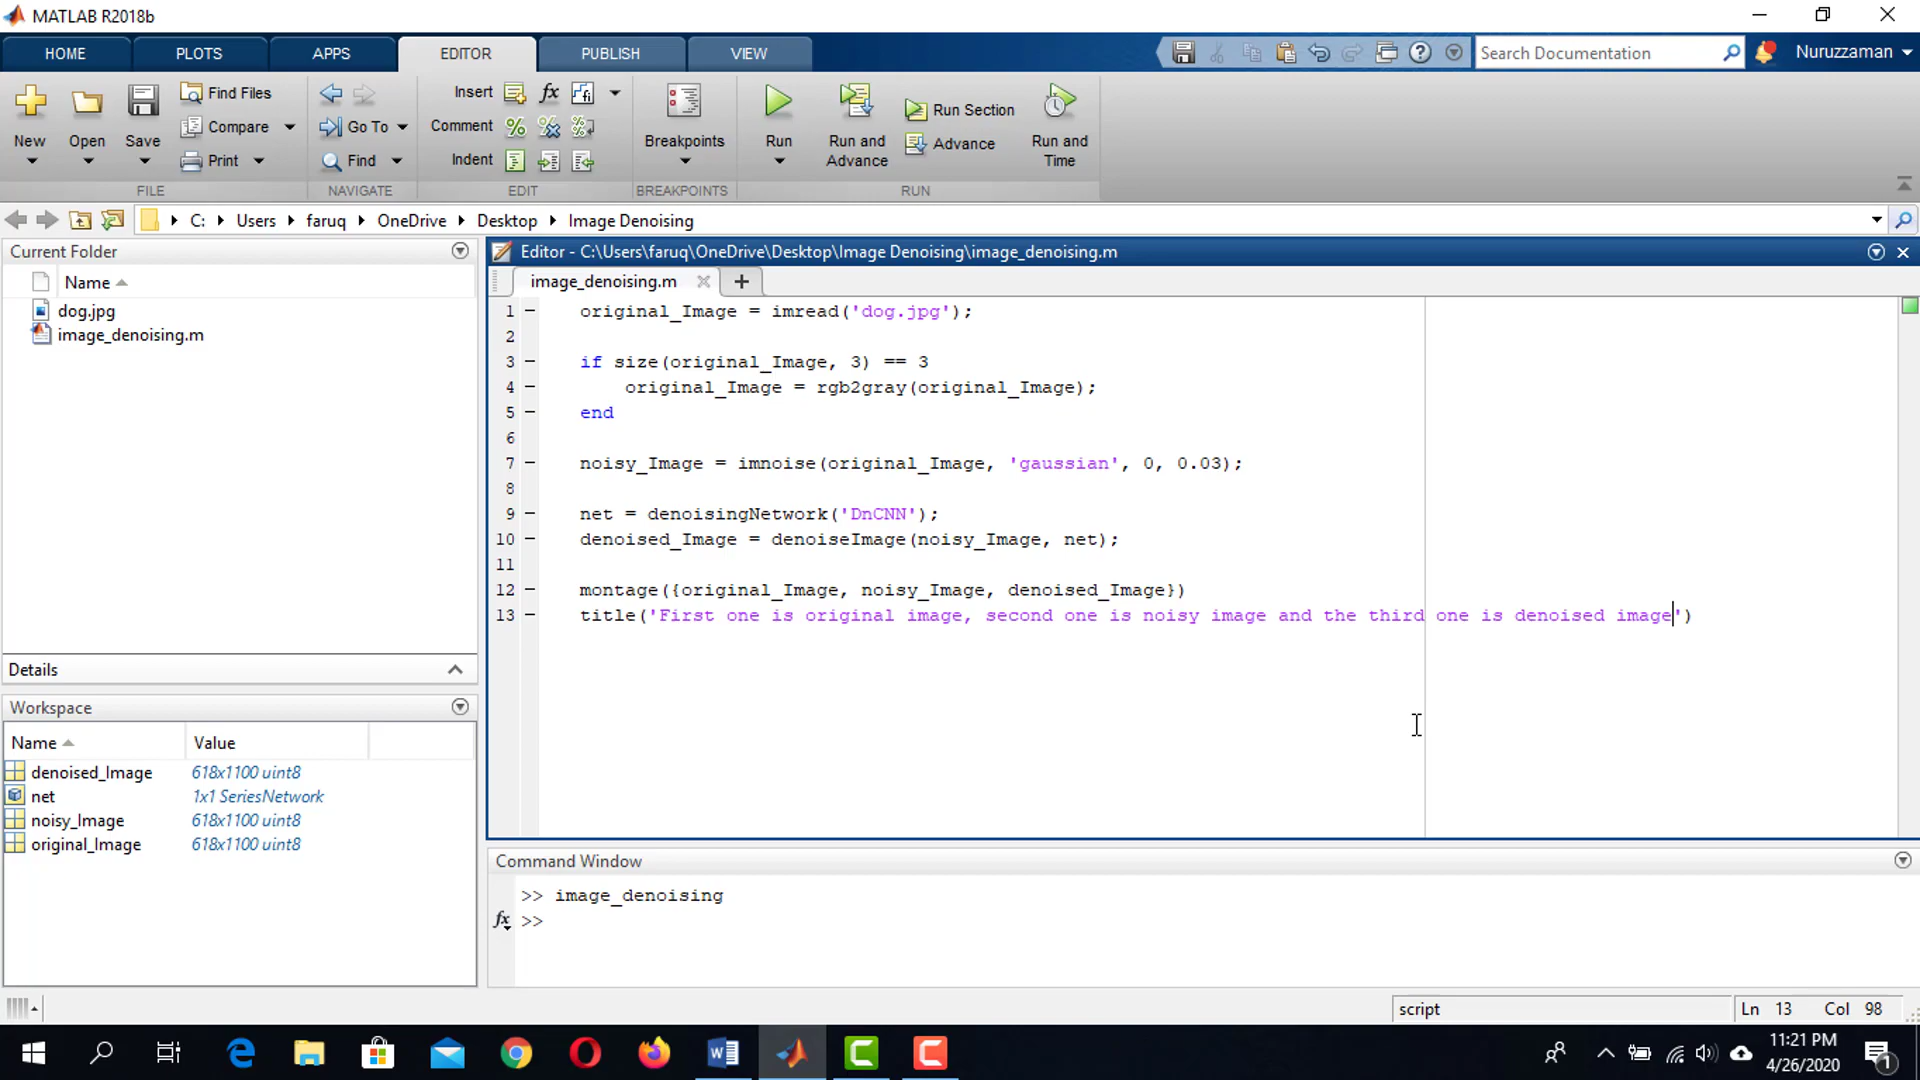 MATLAB R2018b
HOME PLOTS APPS EDITOR PUBLISH VIEW Search Documentation Nuruzzaman
New Open Save Find Files Compare Print
FILE
Go To Find
NAVIGATE
Insert fx
Comment %
Indent
EDIT
Breakpoints
BREAKPOINTS
Run Run and Advance Run Section Advance Run and Time
RUN
C: Users faruq OneDrive Desktop Image Denoising
Current Folder
Name
dog.jpg
image_denoising.m
Details
Workspace
Name Value
denoised_Image 618x1100 uint8
net 1x1 SeriesNetwork
noisy_Image 618x1100 uint8
original_Image 618x1100 uint8
Editor - C:\Users\faruq\OneDrive\Desktop\Image Denoising\image_denoising.m
image_denoising.m
1 original_Image = imread('dog.jpg');
2
3 if size(original_Image, 3) == 3
4 original_Image = rgb2gray(original_Image);
5 end
6
7 noisy_Image = imnoise(original_Image, 'gaussian', 0, 0.03);
8
9 net = denoisingNetwork('DnCNN');
10 denoised_Image = denoiseImage(noisy_Image, net);
11
12 montage({original_Image, noisy_Image, denoised_Image})
13 title('First one is original image, second one is noisy image and the third one is denoised image')
Command Window
>> image_denoising
fx >>
script Ln 13 Col 98
11:21 PM
4/26/2020
1